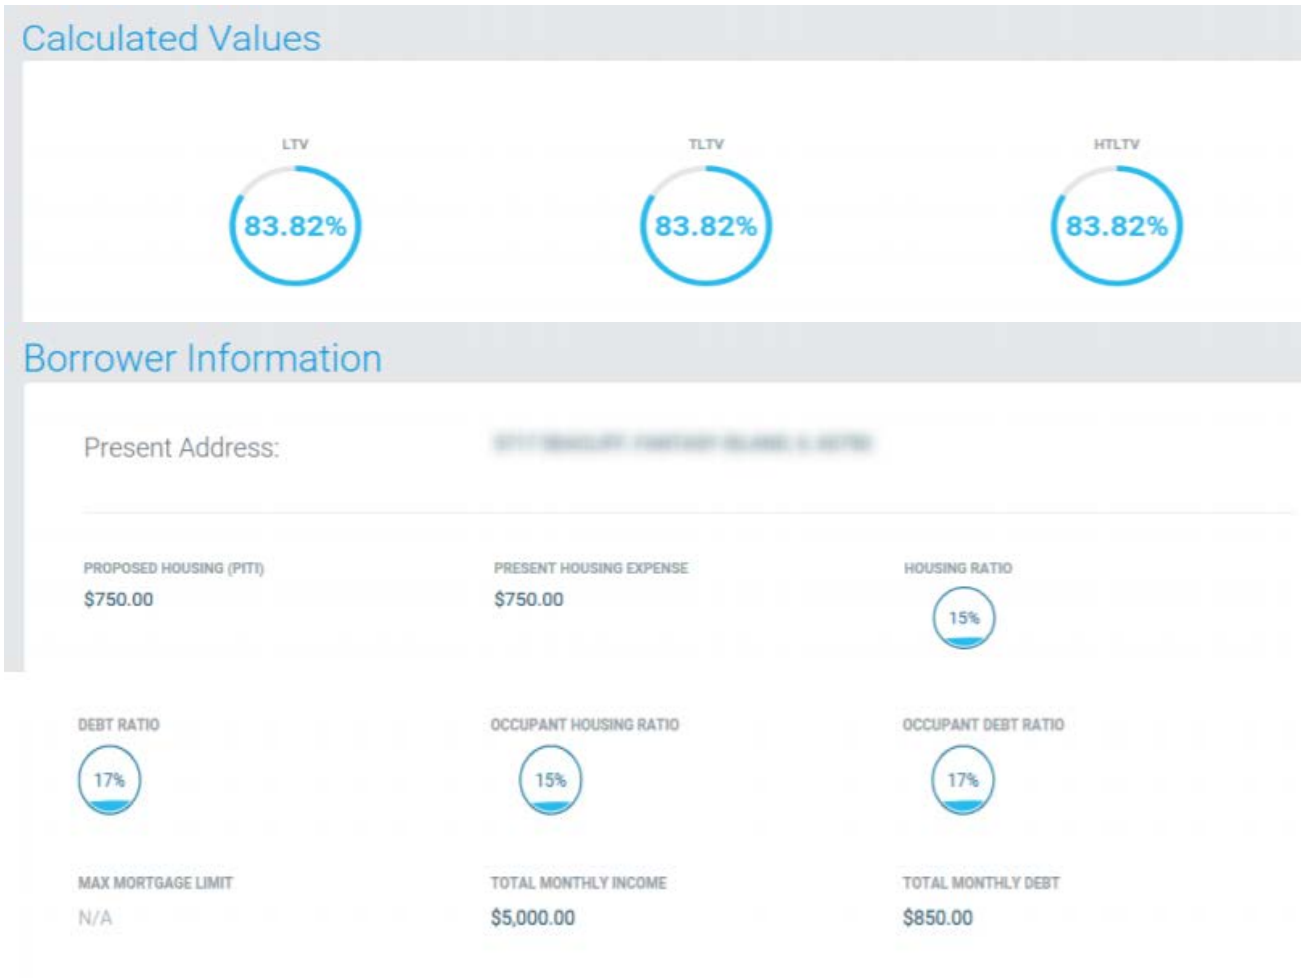 Calculated Values
LTV TLTV HTLTV
83.82% 83.82% 83.82%
Borrower Information
Present Address:
PROPOSED HOUSING (PITI) PRESENT HOUSING EXPENSE HOUSING RATIO
$750.00 $750.00
15%
DEBT RATIO OCCUPANT HOUSING RATIO OCCUPANT DEBT RATIO
17% 15% 17%
MAX MORTGAGE LIMIT TOTAL MONTHLY INCOME TOTAL MONTHLY DEBT
N/A $5,000.00 $850.00